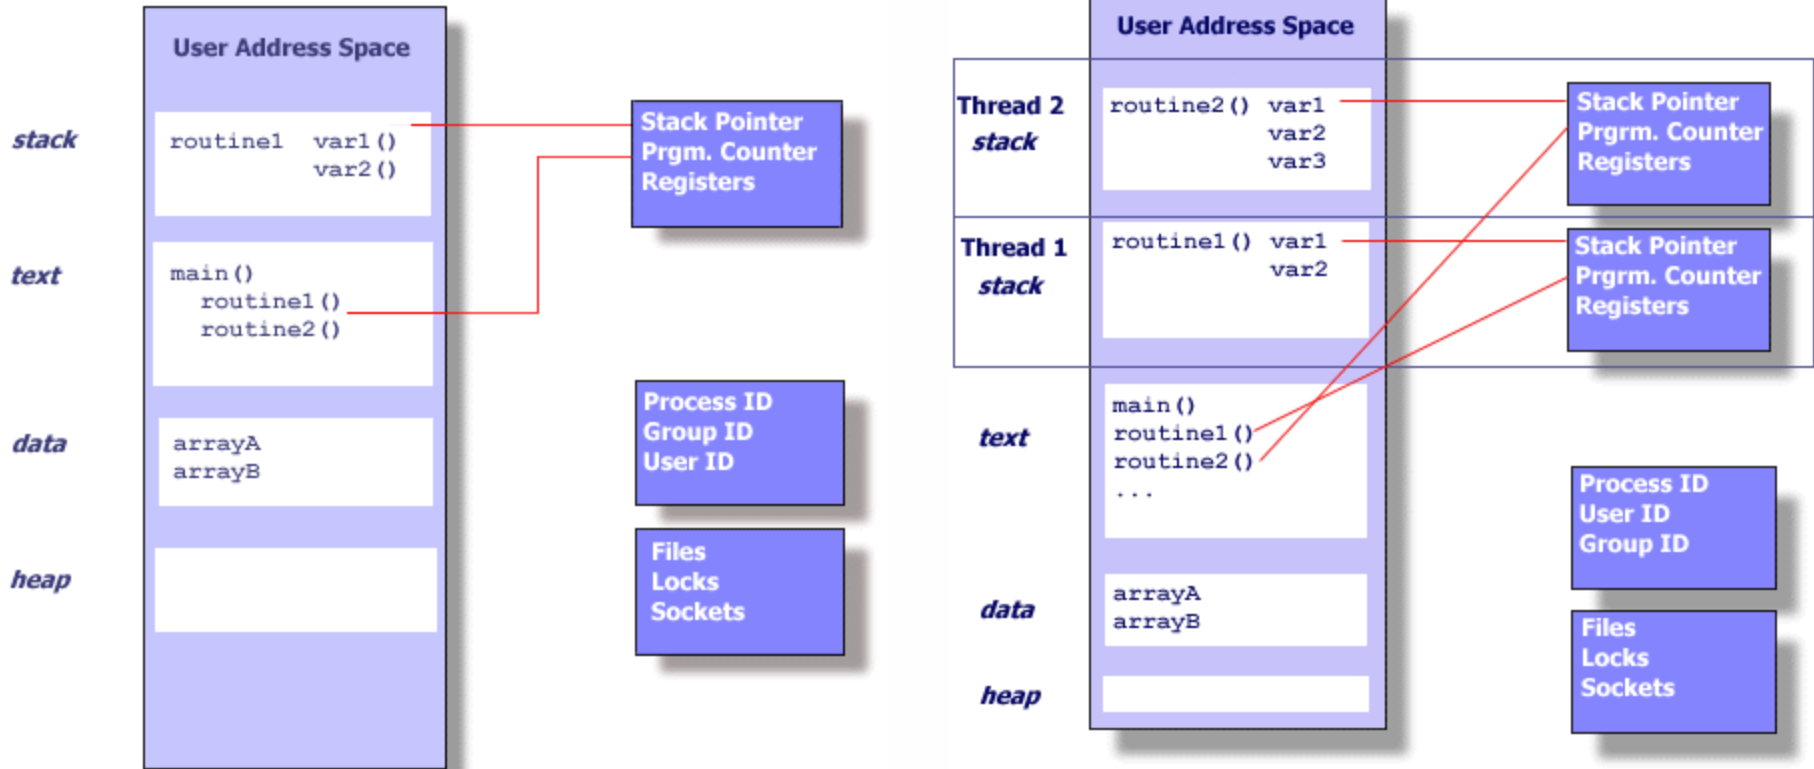 User Address Space
stack
routine1 var1()
var2()
text
main()
routine1()
routine2()
data
arrayA
arrayB
heap
Stack Pointer
Prgm. Counter
Registers
Process ID
Group ID
User ID
Files
Locks
Sockets
User Address Space
Thread 2
stack
routine2() var1
var2
var3
Stack Pointer
Prgrm. Counter
Registers
Thread 1
stack
routine1() var1
var2
Stack Pointer
Prgrm. Counter
Registers
text
main()
routine1()
routine2()
...
data
arrayA
arrayB
heap
Process ID
User ID
Group ID
Files
Locks
Sockets